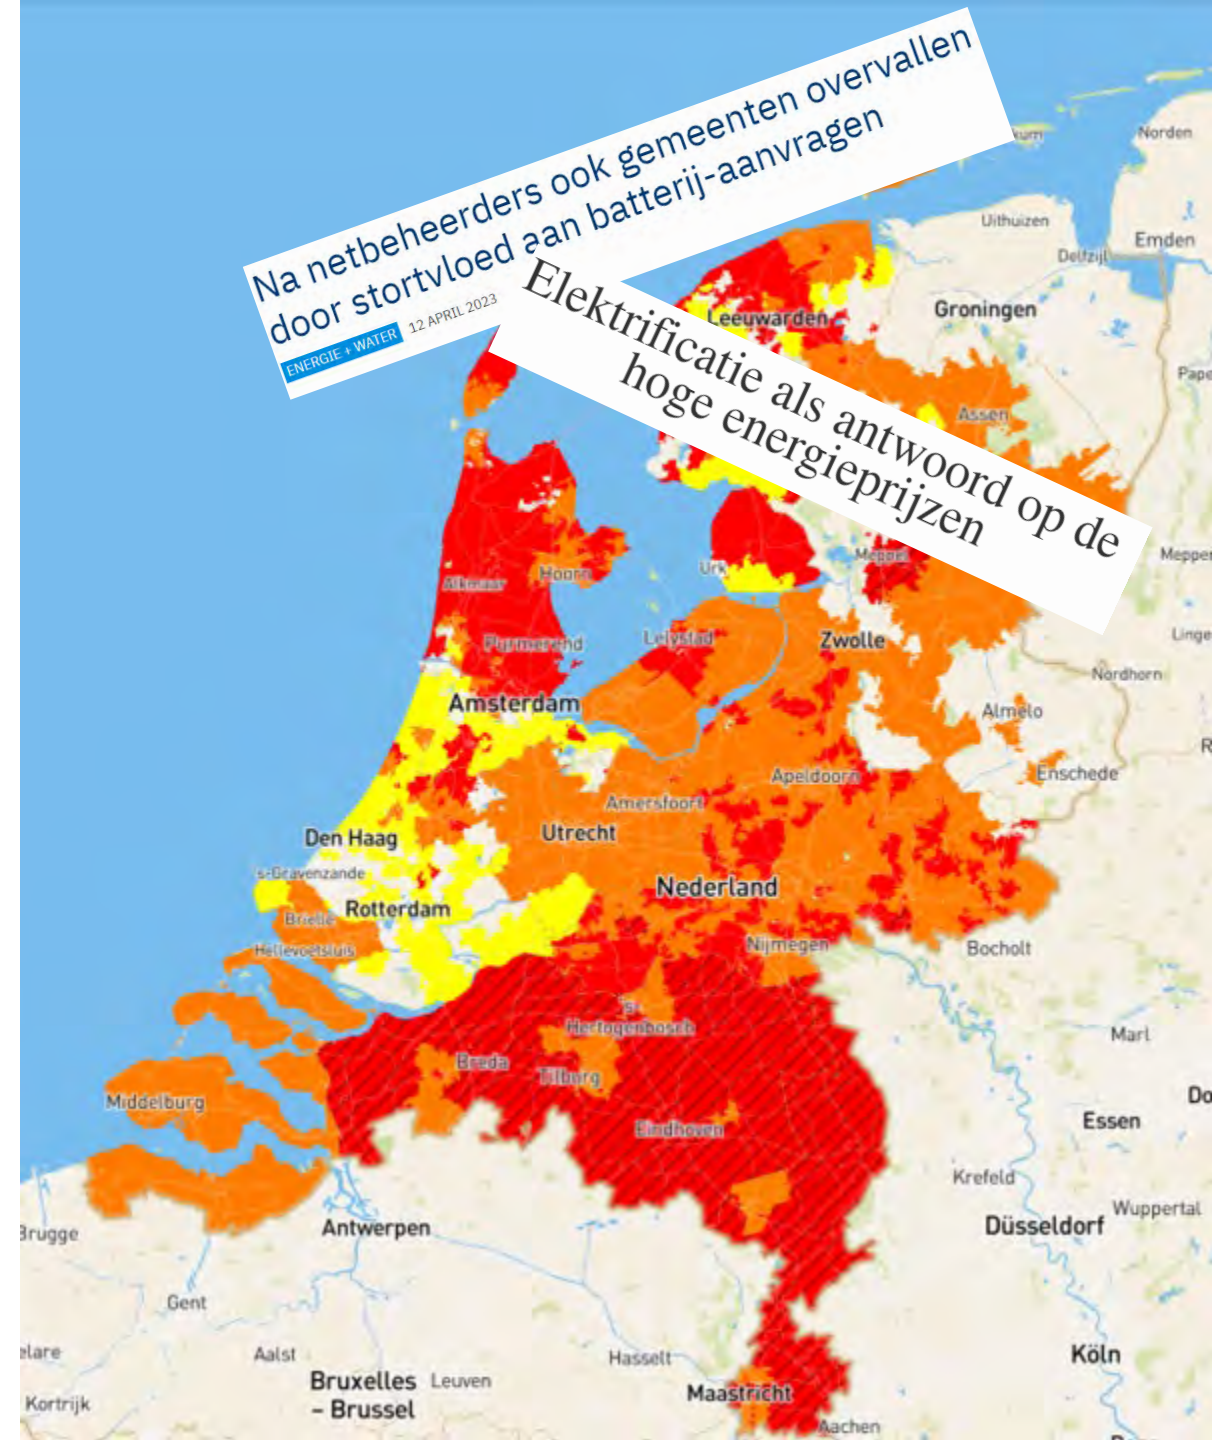 Na netbeheerders ook gemeenten overvallen
door stortvloed aan batterij-aanvragen
ENERGIE + WATER 12 APRIL 2023
Elektrificatie als antwoord op de
hoge energieprijzen
Norden
Uithuizen
Emden
Delfzijl
Groningen
Leeuwarden
Assen
Meppel
Urk
Hoorn
Alkmaar
Purmerend
Lelystad
Zwolle
Nordhorn
Amsterdam
Almelo
Apeldoorn
Enschede
Amersfoort
Den Haag
Utrecht
's-Gravenzande
Nederland
Rotterdam
Brielle
Hellevoetsluis
Nijmegen
Bocholt
's-
Hertogenbosch
Marl
Breda
Tilburg
Middelburg
Essen
Eindhoven
Krefeld
Wuppertal
Düsseldorf
Antwerpen
Brugge
Gent
Aalst
Hasselt
Köln
Bruxelles
– Brussel
Leuven
Maastricht
Kortrijk
Aachen